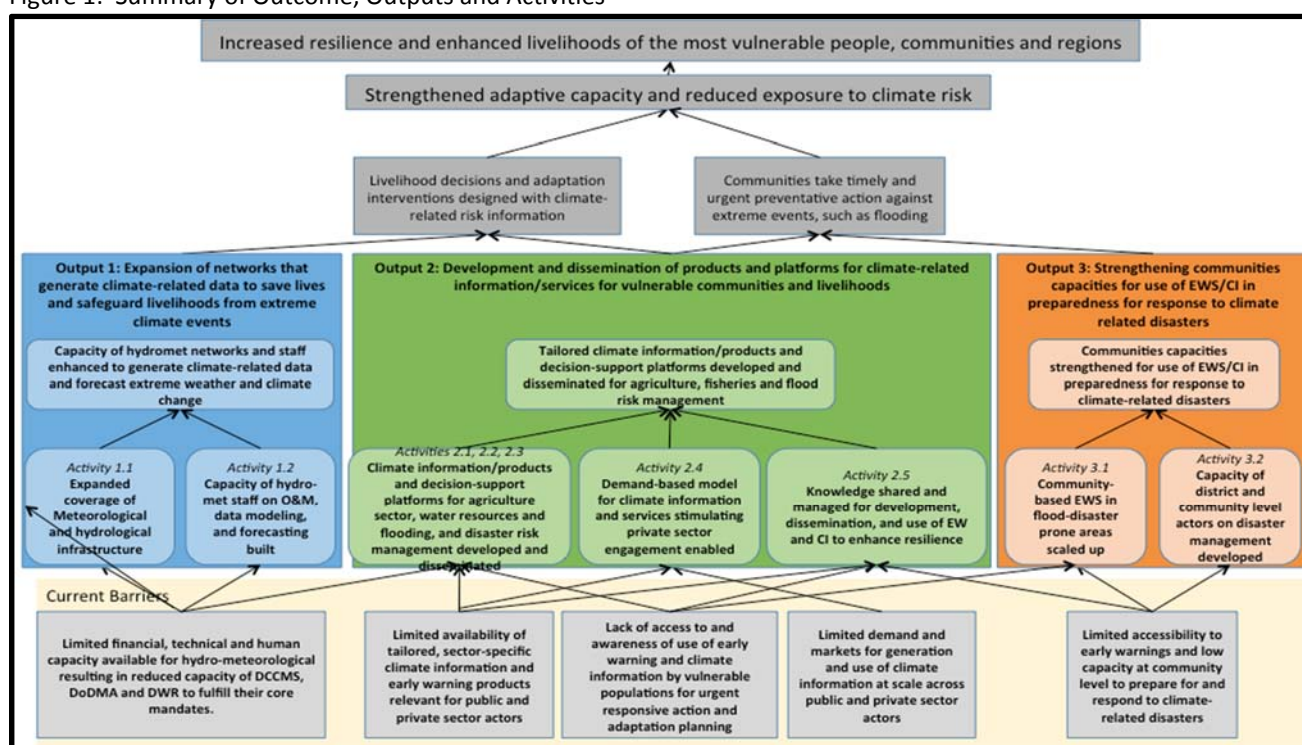 Figure 1: Summary of Outcome, Outputs and Activities
Increased resilience and enhanced livelihoods of the most vulnerable people, communities and regions
Strengthened adaptive capacity and reduced exposure to climate risk
Livelihood decisions and adaptation
interventions designed with climate-
related risk information
Communities take timely and
urgent preventative action against
extreme events, such as flooding
Output 1: Expansion of networks that
generate climate-related data to save lives
and safeguard livelihoods from extreme
climate events
Capacity of hydromet networks and staff
enhanced to generate climate-related data
and forecast extreme weather and climate
change
Activity 1.1
Expanded
coverage of
Meteorological
and hydrological
infrastructure
Activity 1.2
Capacity of hydro-
met staff on O&M,
data modeling,
and forecasting
built
Output 2: Development and dissemination of products and platforms for climate-related
information/services for vulnerable communities and livelihoods
Tailored climate information/products and
decision-support platforms developed and
disseminated for agriculture, fisheries and flood
risk management
Activities 2.1, 2.2, 2.3
Climate information/products
and decision-support
platforms for agriculture
sector, water resources and
flooding, and disaster risk
management developed and
disseminated
Activity 2.4
Demand-based model
for climate information
and services stimulating
private sector
engagement enabled
Activity 2.5
Knowledge shared and
managed for development,
dissemination, and use of EW
and CI to enhance resilience
Output 3: Strengthening communities
capacities for use of EWS/CI in
preparedness for response to climate
related disasters
Communities capacities
strengthened for use of EWS/CI in
preparedness for response to
climate-related disasters
Activity 3.1
Community-
based EWS in
flood-disaster
prone areas
scaled up
Activity 3.2
Capacity of
district and
community level
actors on disaster
management
developed
Current Barriers
Limited financial, technical and human
capacity available for hydro-meteorological
resulting in reduced capacity of DCCMS,
DoDMA and DWR to fulfill their core
mandates.
Limited availability of
tailored, sector-specific
climate information and
early warning products
relevant for public and
private sector actors
Lack of access to and
awareness of use of early
warning and climate
information by vulnerable
populations for urgent
responsive action and
adaptation planning
Limited demand and
markets for generation
and use of climate
information at scale across
public and private sector
actors
Limited accessibility to
early warnings and low
capacity at community
level to prepare for and
respond to climate-
related disasters